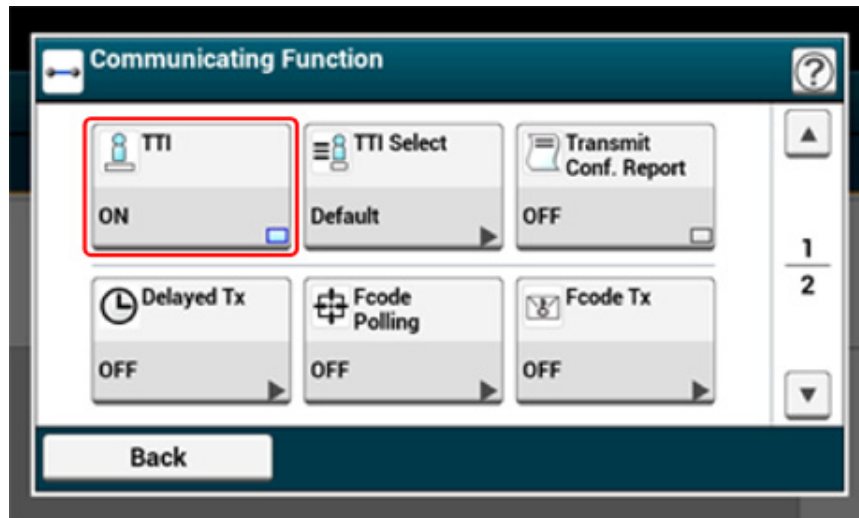 Communicating Function
?
TTI
ON
TTI Select
Default
Transmit
Conf. Report
OFF
1
2
Delayed Tx
OFF
Fcode
Polling
OFF
Fcode Tx
OFF
Back